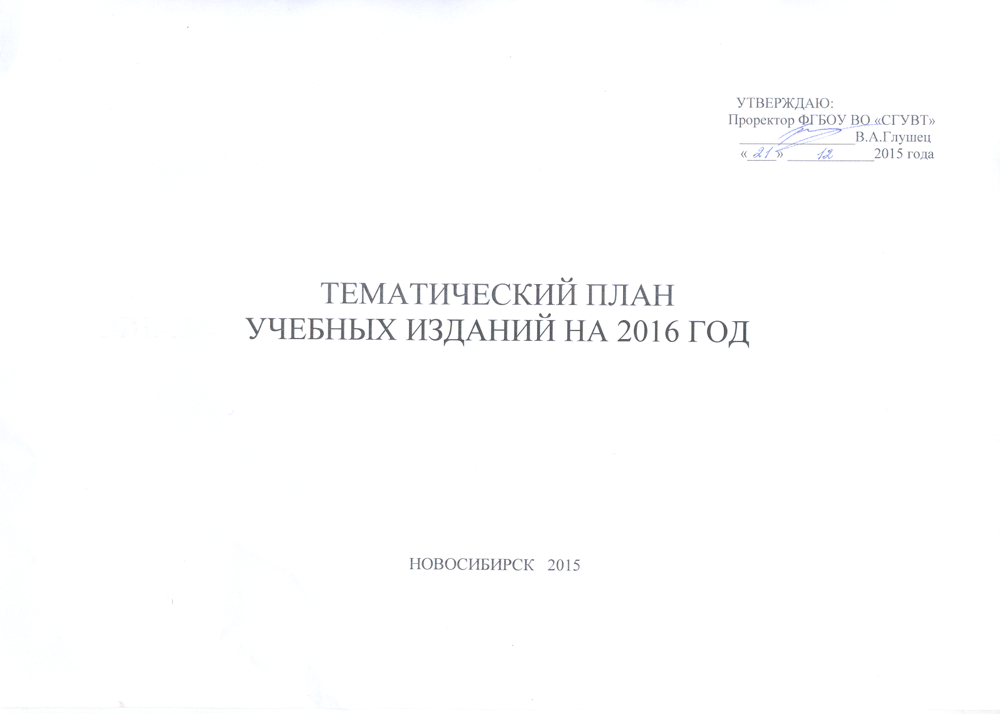 УТВЕРЖДАЮ:
Проректор ФГБОУ ВО «СГУВТ»
________________В.А.Глушец
«21» 12 2015 года
ТЕМАТИЧЕСКИЙ ПЛАН
УЧЕБНЫХ ИЗДАНИЙ НА 2016 ГОД
НОВОСИБИРСК 2015